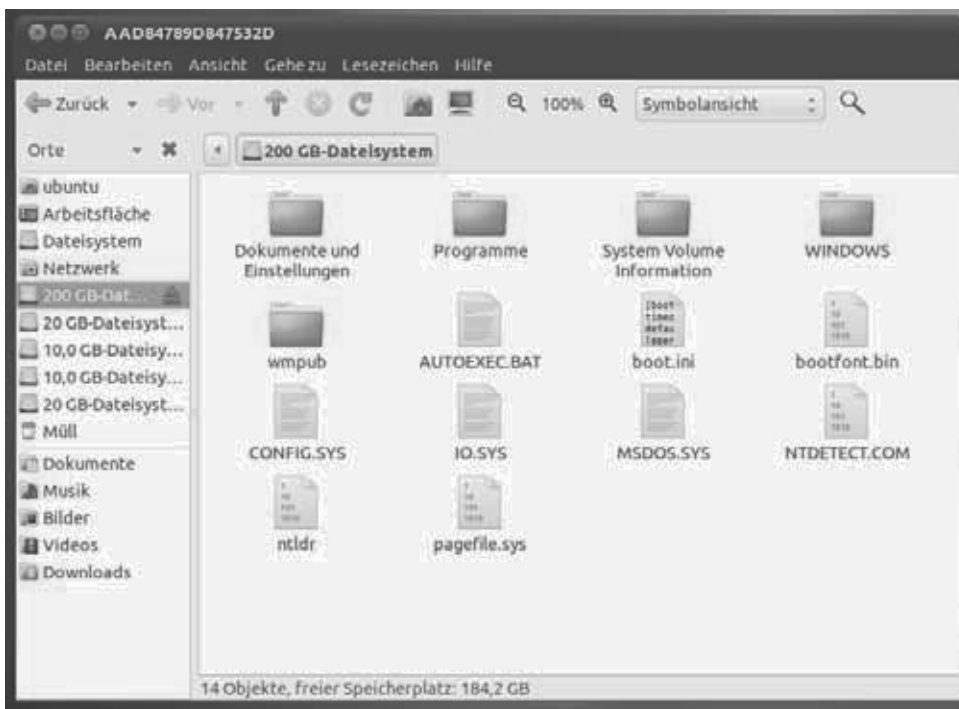 AAD84789D847532D
Datei Bearbeiten Ansicht Gehe zu Lesezeichen Hilfe
Zurück Vor 100% Symbolansicht
Orte 200 GB-Dateisystem
ubuntu
Arbeitsfläche
Dateisystem
Netzwerk
200 GB-Dat...
20 GB-Dateisyst...
10,0 GB-Dateisy...
10,0 GB-Dateisy...
20 GB-Dateisyst...
Müll
Dokumente
Musik
Bilder
Videos
Downloads
Dokumente und
Einstellungen
Programme
System Volume
Information
WINDOWS
wmpub
AUTOEXEC.BAT
boot.ini
bootfont.bin
CONFIG.SYS
IO.SYS
MSDOS.SYS
NTDETECT.COM
ntldr
pagefile.sys
14 Objekte, freier Speicherplatz: 184,2 GB